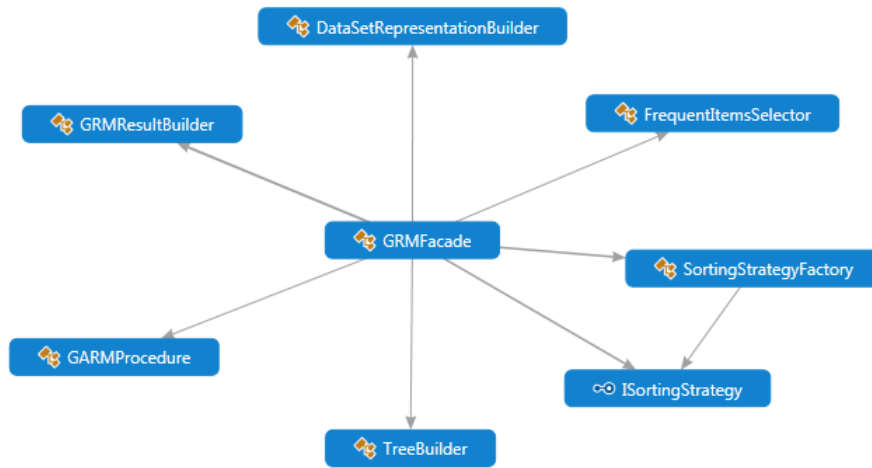 DataSetRepresentationBuilder
GRMResultBuilder
FrequentItemsSelector
GRMFacade
SortingStrategyFactory
GARMProcedure
ISortingStrategy
TreeBuilder